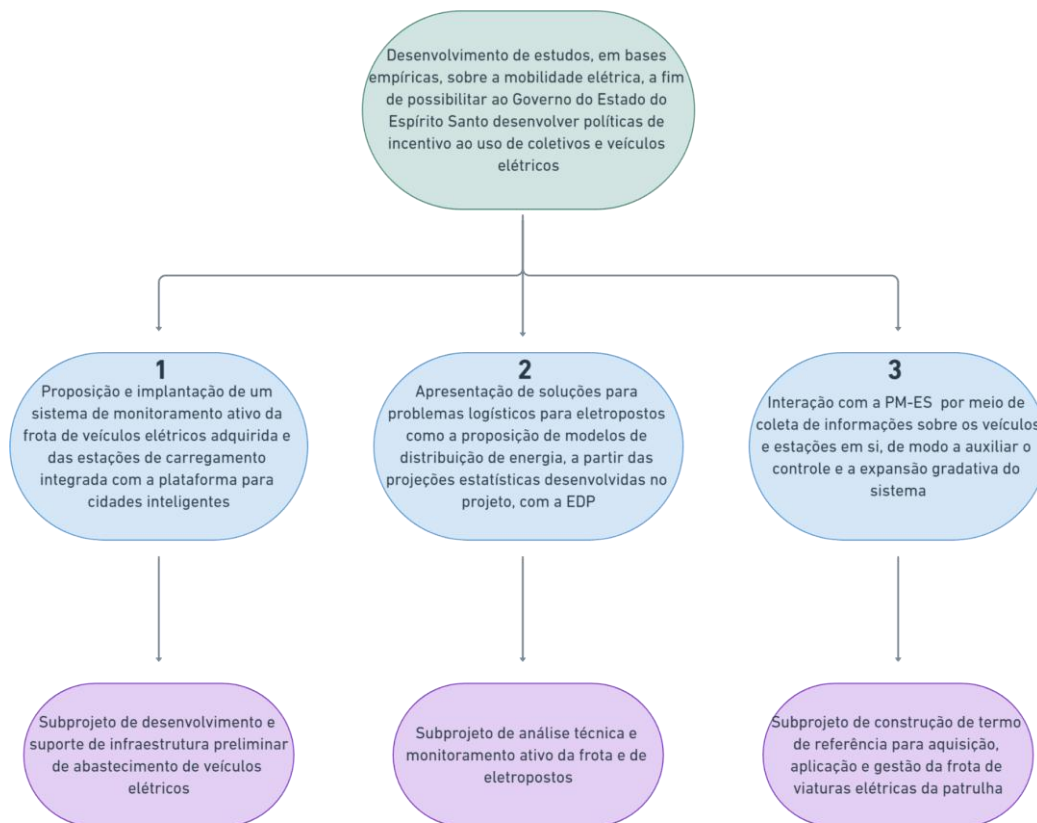 Desenvolvimento de estudos, em bases
empíricas, sobre a mobilidade elétrica, a fim
de possibilitar ao Governo do Estado do
Espírito Santo desenvolver políticas de
incentivo ao uso de coletivos e veículos
elétricos
1
Proposição e implantação de um
sistema de monitoramento ativo da
frota de veículos elétricos adquirida e
das estações de carregamento
integrada com a plataforma para
cidades inteligentes
2
Apresentação de soluções para
problemas logísticos para eletropostos
como a proposição de modelos de
distribuição de energia, a partir das
projeções estatísticas desenvolvidas no
projeto, com a EDP
3
Interação com a PM-ES por meio de
coleta de informações sobre os veículos
e estações em si, de modo a auxiliar o
controle e a expansão gradativa do
sistema
Subprojeto de desenvolvimento e
suporte de infraestrutura preliminar
de abastecimento de veículos
elétricos
Subprojeto de análise técnica e
monitoramento ativo da frota e de
eletropostos
Subprojeto de construção de termo
de referência para aquisição,
aplicação e gestão da frota de
viaturas elétricas da patrulha